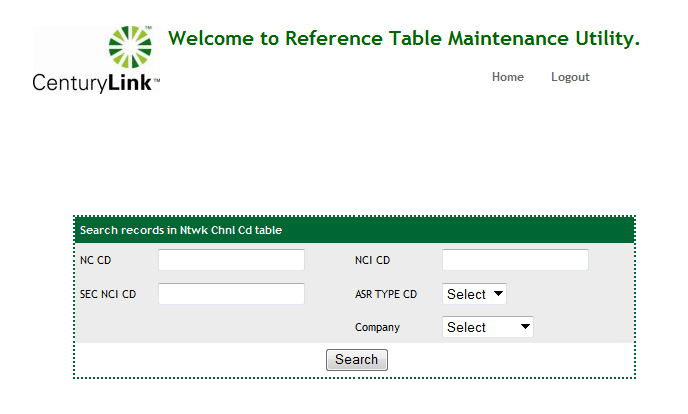 Welcome to Reference Table Maintenance Utility.
CenturyLink™
Home Logout
Search records in Ntwk Chnl Cd table
NC CD NCI CD
SEC NCI CD ASR TYPE CD Select
Company Select
Search